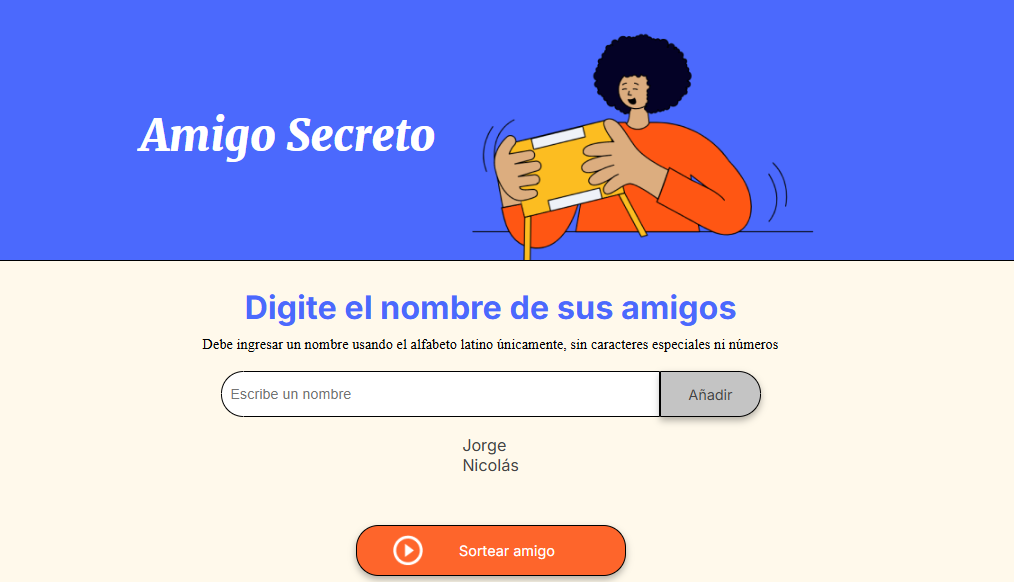 Amigo Secreto
Digite el nombre de sus amigos
Debe ingresar un nombre usando el alfabeto latino únicamente, sin caracteres especiales ni números
Escribe un nombre
Añadir
Jorge
Nicolás
Sortear amigo